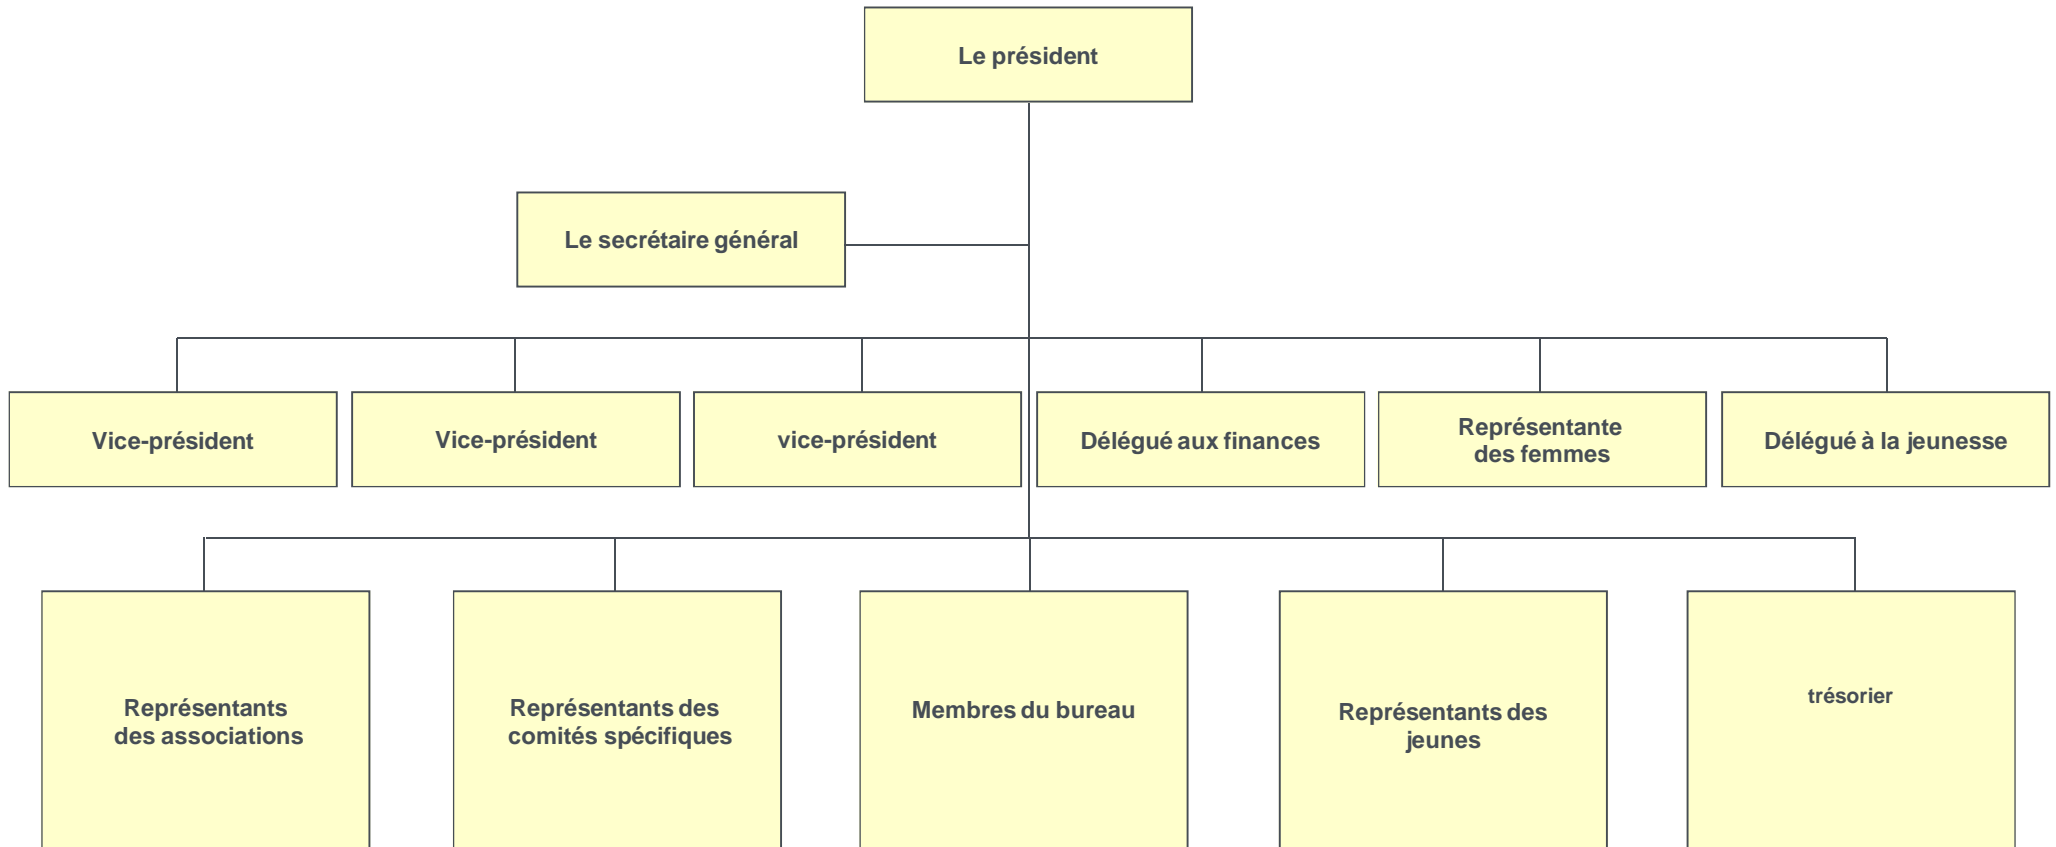 Le président
Le secrétaire général
Vice-président
Vice-président
vice-président
Délégué aux finances
Représentante
des femmes
Délégué à la jeunesse
Représentants
des associations
Représentants des
comités spécifiques
Membres du bureau
Représentants des
jeunes
trésorier